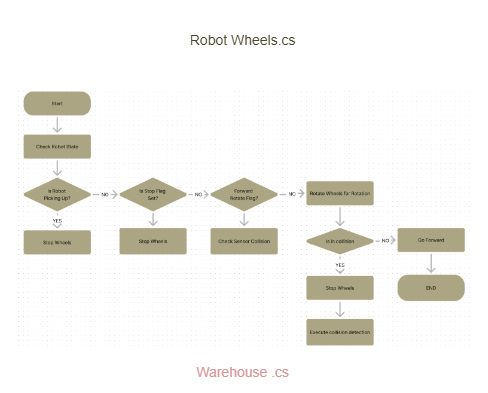 Robot Wheels.cs
Start
Check Robot State
Is Robot
Picking Up?
NO
Is Stop Flag
Set?
NO
Forward
Rotate Flag?
NO
Rotate Wheels for Rotation
YES
Stop Wheels
Stop Wheels
Check Sensor Collision
Is in collision
NO
Go Forward
YES
Stop Wheels
END
Execute collision detection
Warehouse .cs